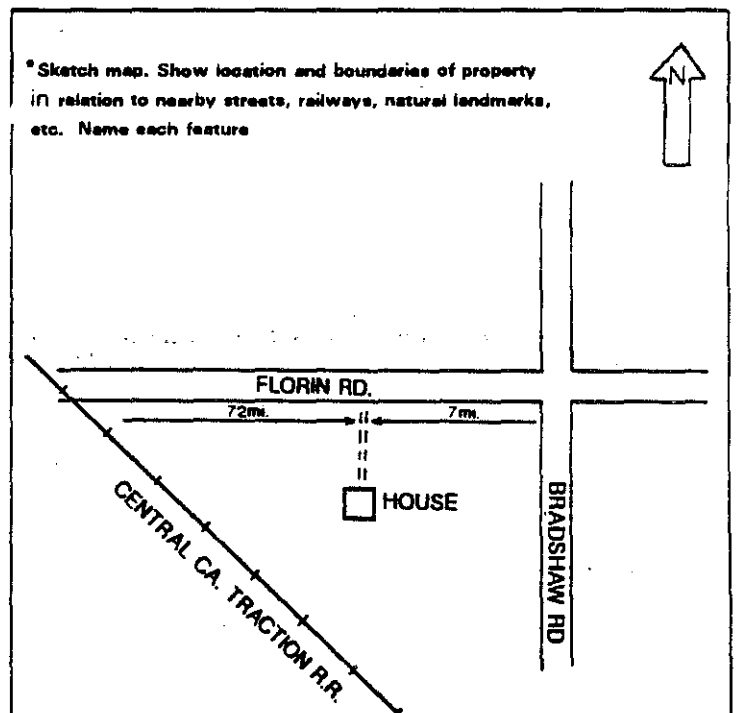 *Sketch map. Show location and boundaries of property
in relation to nearby streets, railways, natural landmarks,
etc. Name each feature
N
FLORIN RD.
72mi.
7mi.
HOUSE
CENTRAL CA. TRACTION R.R.
BRADSHAW RD